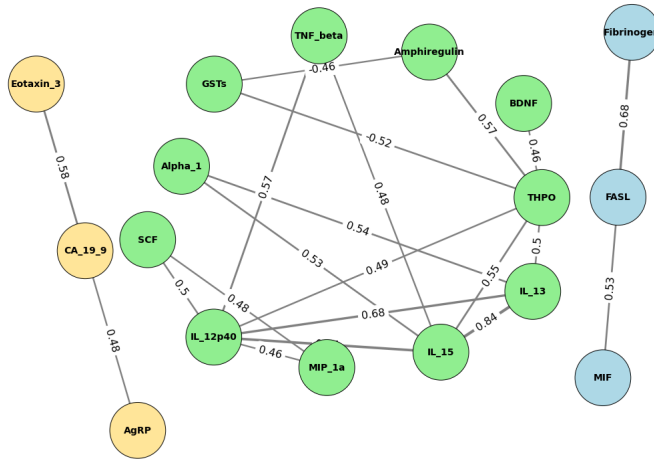 TNF_beta
Fibrinogen
Amphiregulin
-0.46
Eotaxin_3
GSTs
BDNF
0.68
0.57
-0.52
0.46
0.58
Alpha_1
0.57
0.48
THPO
FASL
SCF
0.54
0.5
CA_19_9
0.53
0.49
0.55
0.5
0.48
IL_13
0.53
0.68
0.84
0.48
IL_12p40
0.46
IL_15
MIP_1a
MIF
AgRP